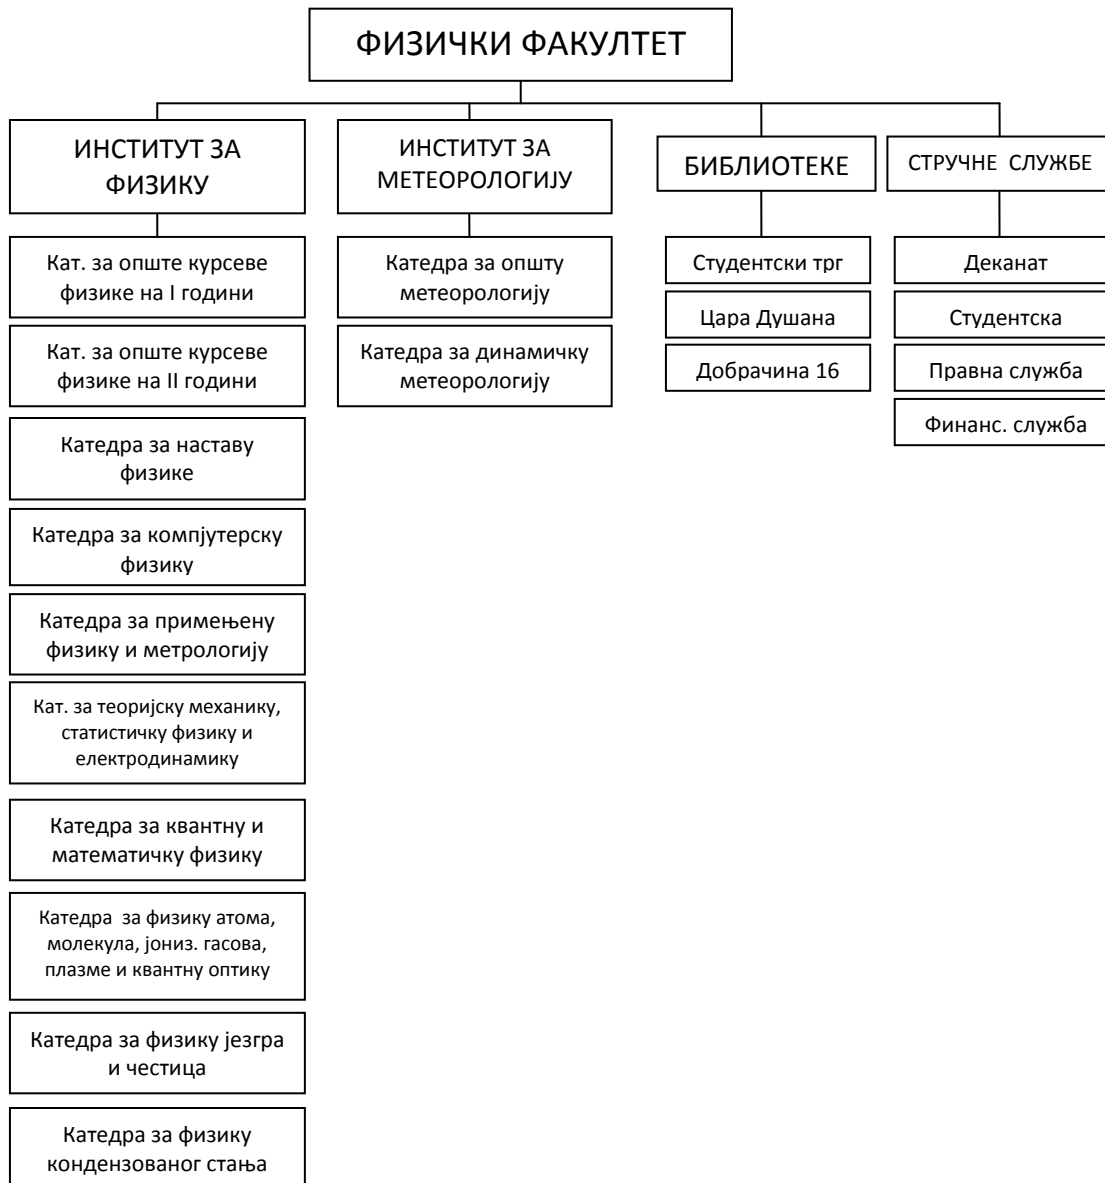 ФИЗИЧКИ ФАКУЛТЕТ
ИНСТИТУТ ЗА
ФИЗИКУ
ИНСТИТУТ ЗА
МЕТЕОРОЛОГИЈУ
БИБЛИОТЕКЕ
СТРУЧНЕ СЛУЖБЕ
Кат. за опште курсеве
физике на I години
Кат. за опште курсеве
физике на II години
Катедра за наставу
физике
Катедра за компјутерску
физику
Катедра за примењену
физику и метрологију
Кат. за теоријску механику,
статистичку физику и
електродинамику
Катедра за квантну и
математичку физику
Катедра за физику атома,
молекула, јониз. гасова,
плазме и квантну оптику
Катедра за физику језгра
и честица
Катедра за физику
кондензованог стања
Катедра за општу
метеорологију
Катедра за динамичку
метеорологију
Студентски трг
Цара Душана
Добрачина 16
Деканат
Студентска
Правна служба
Финанс. служба